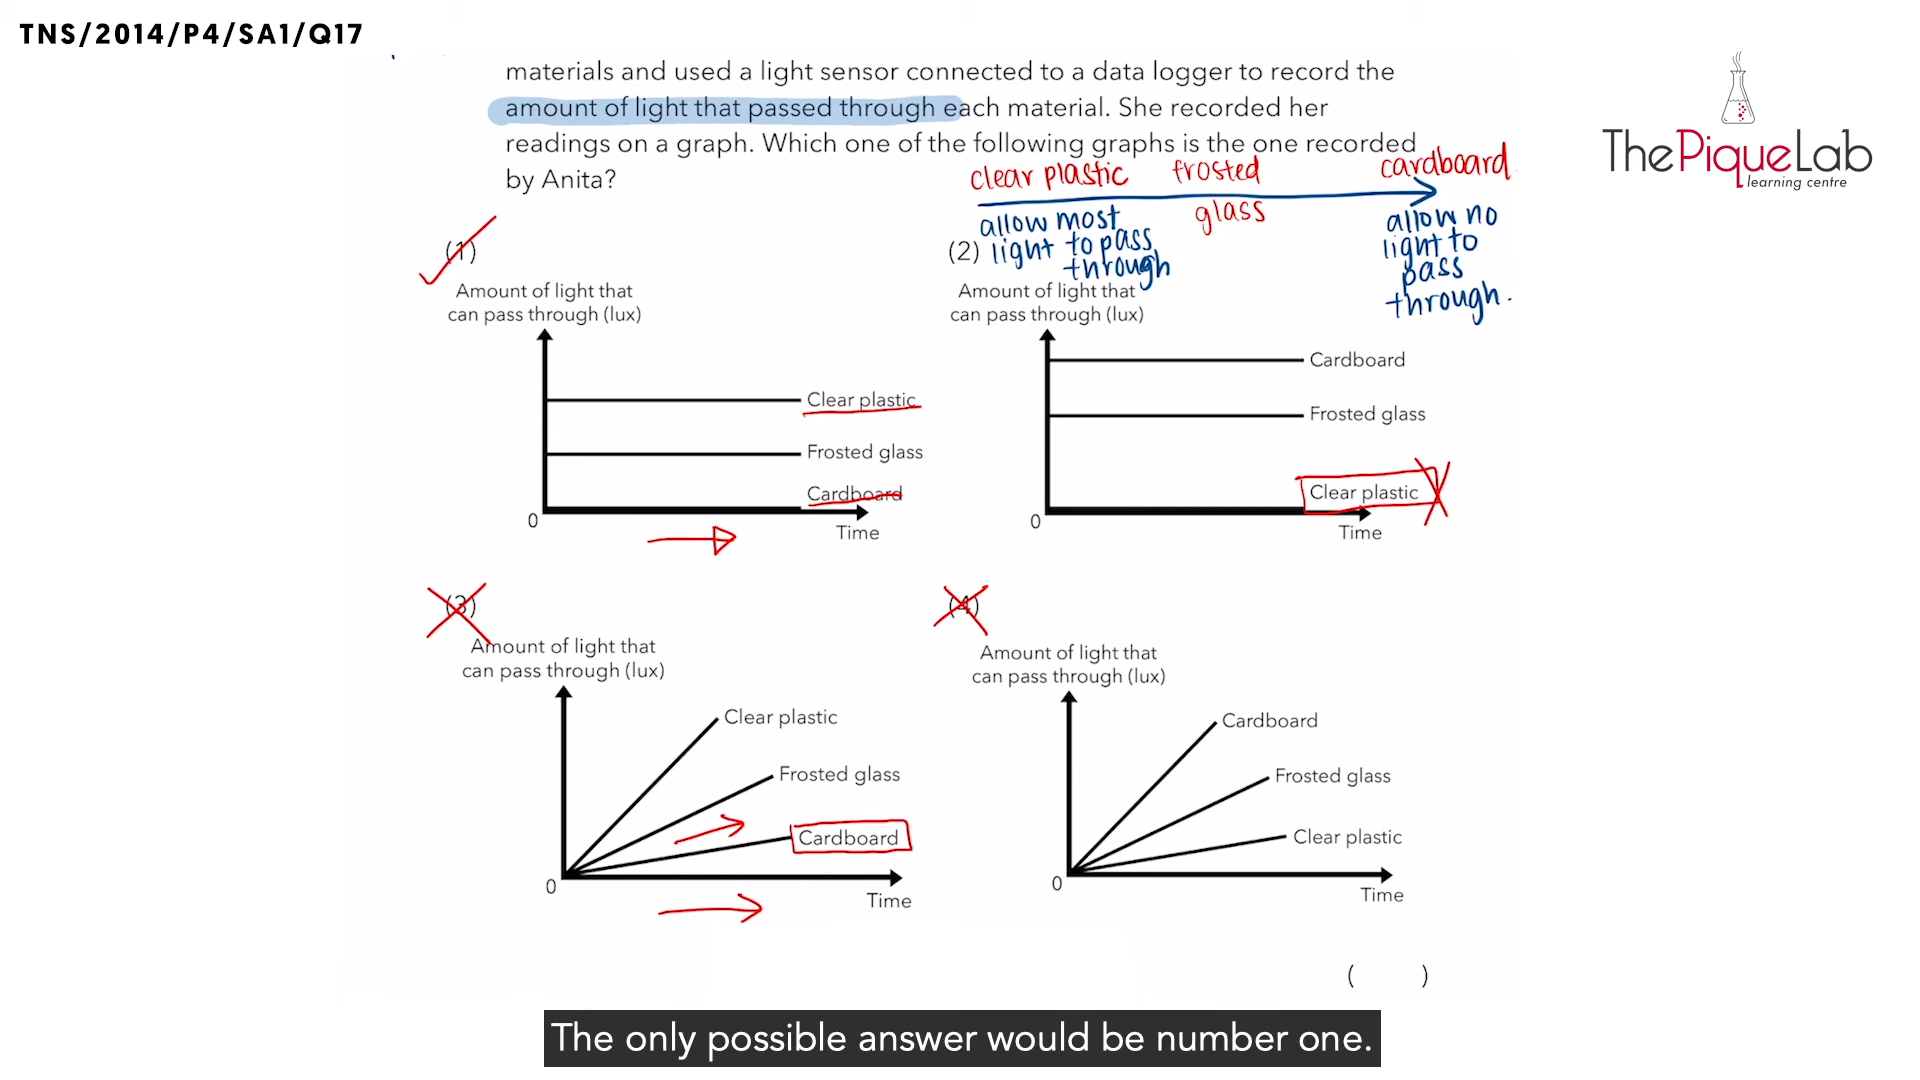 TNS/2014/P4/SA1/Q17
materials and used a light sensor connected to a data logger to record the
amount of light that passed through each material. She recorded her
readings on a graph. Which one of the following graphs is the one recorded
by Anita?
ThePiqueLab
learning centre
clear plastic frosted glass cardboard
allow most
light to pass
through
allow no
light to
pass
through.
(1)
Amount of light that
can pass through (lux)
Clear plastic
Frosted glass
Cardboard
0
Time
(2)
Amount of light that
can pass through (lux)
Cardboard
Frosted glass
Clear plastic
0
Time
(3)
Amount of light that
can pass through (lux)
Clear plastic
Frosted glass
Cardboard
0
Time
(4)
Amount of light that
can pass through (lux)
Cardboard
Frosted glass
Clear plastic
0
Time
( )
The only possible answer would be number one.